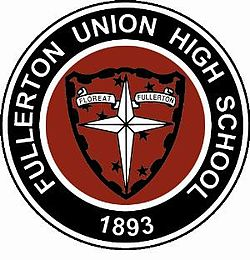 FULLERTON UNION HIGH SCHOOL
FLOREAT FULLERTON
1893